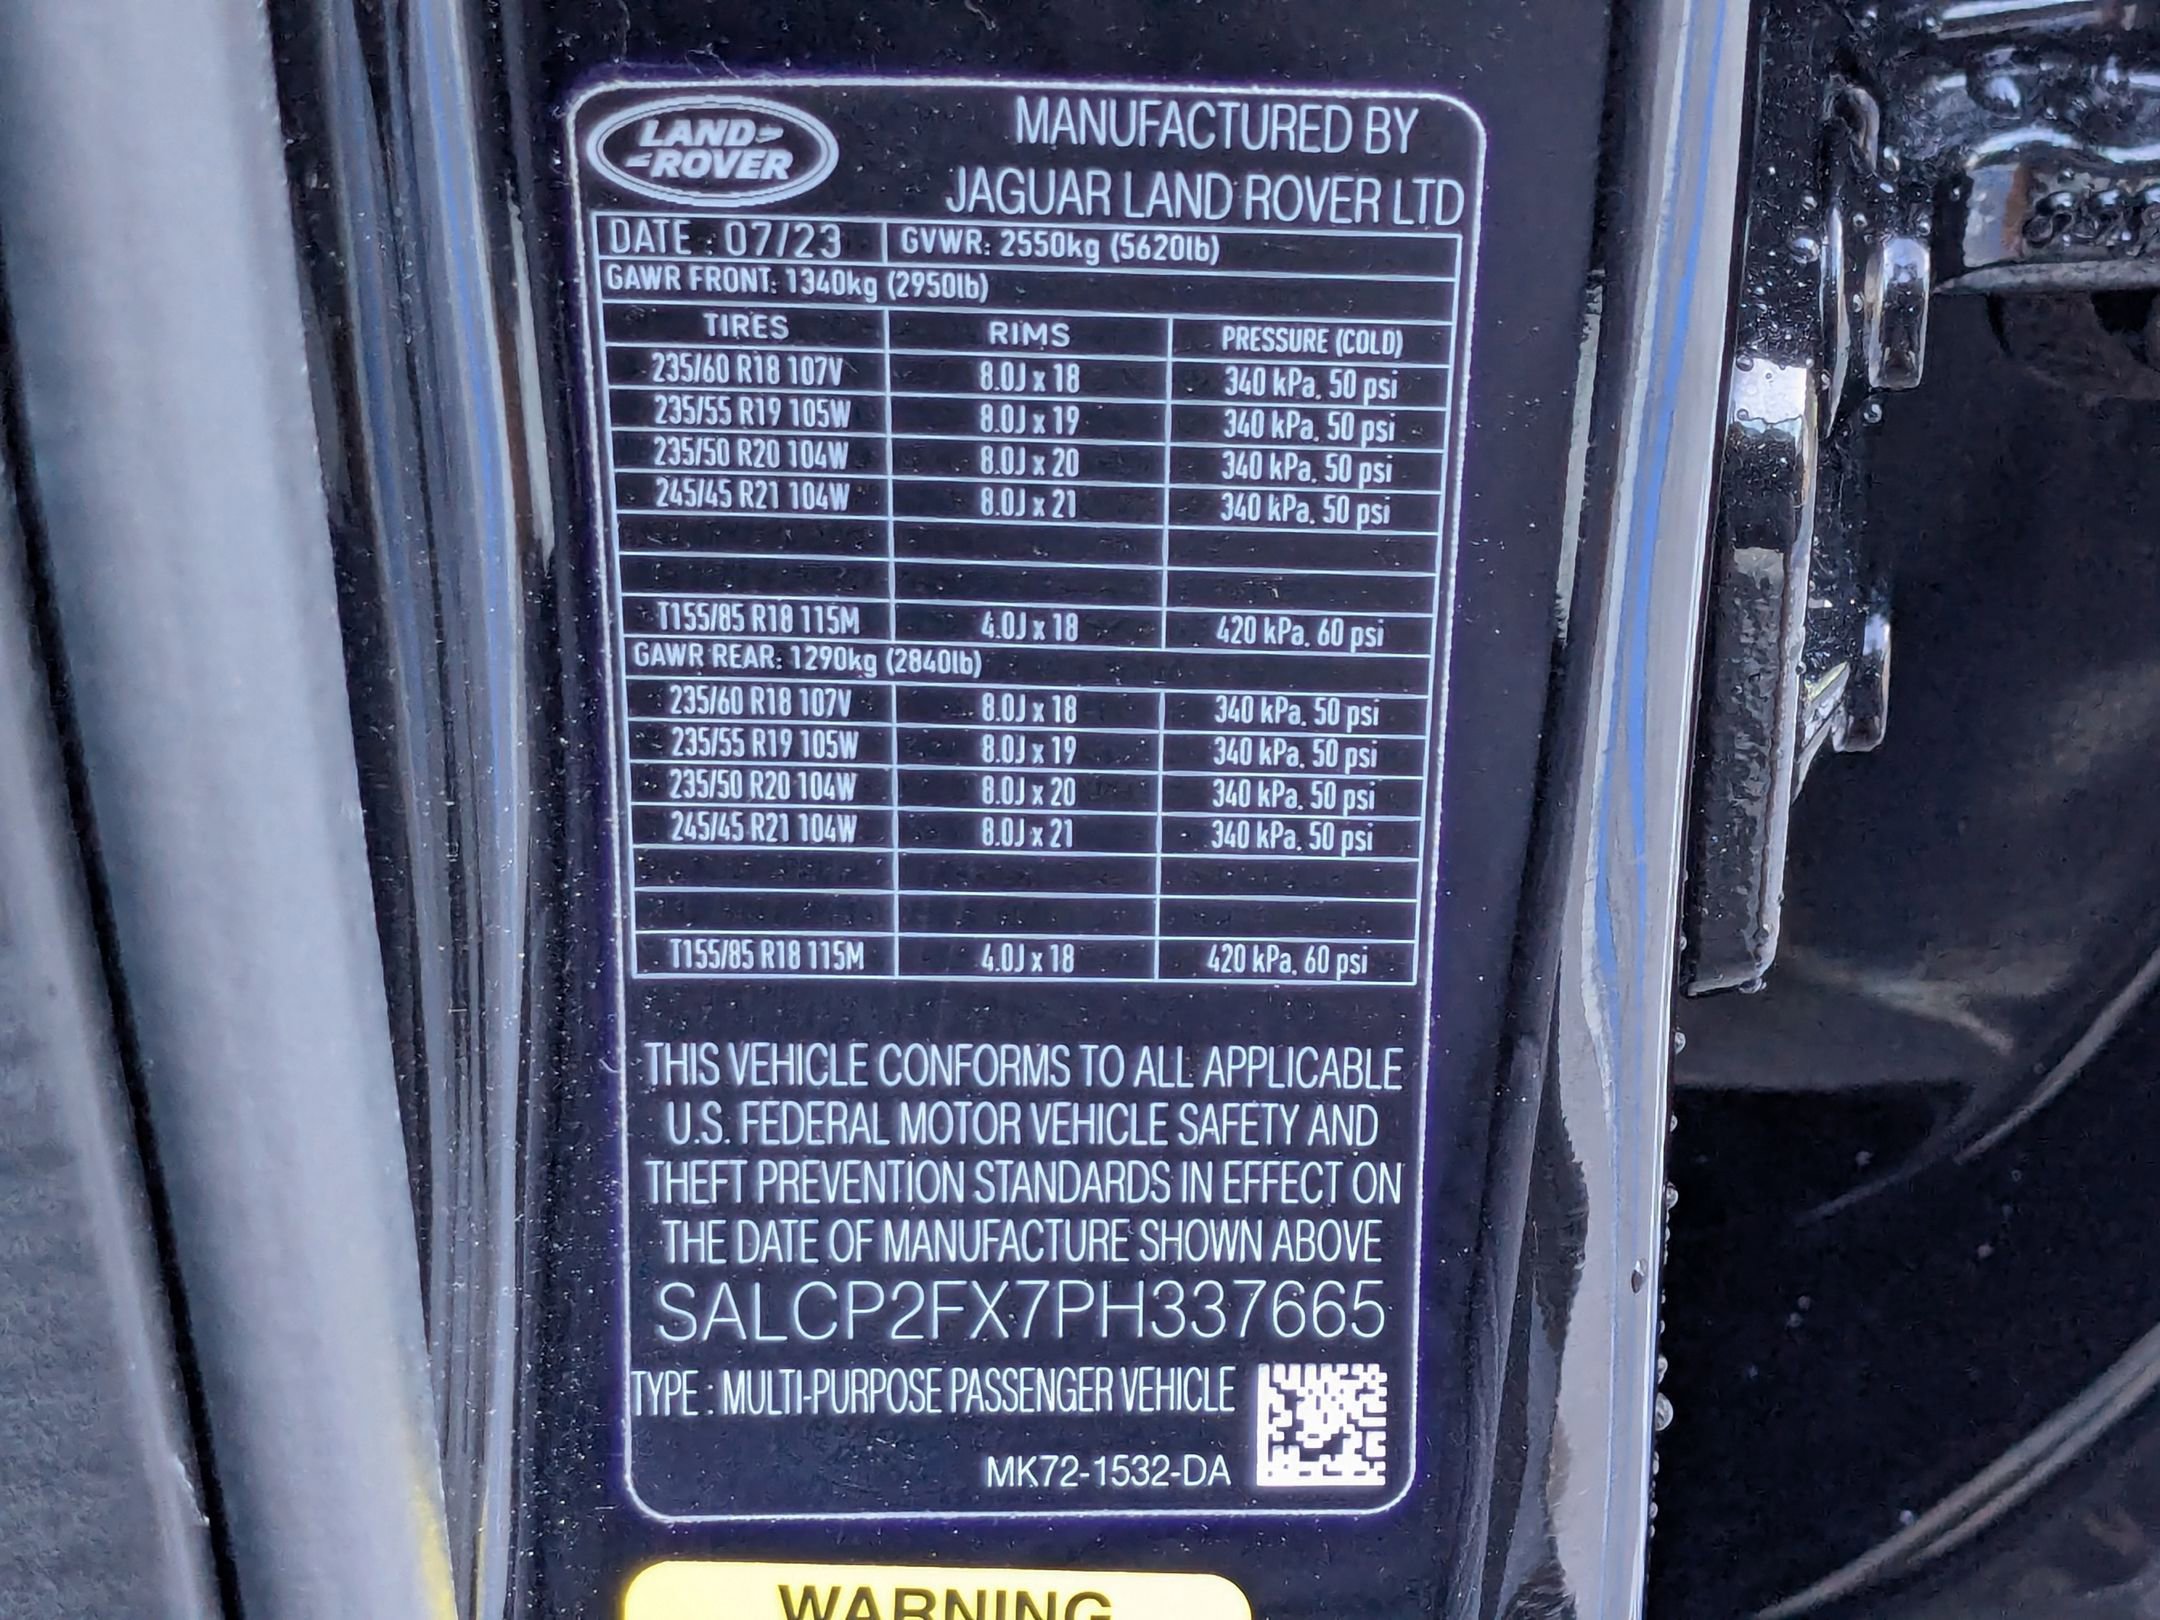 LAND
ROVER
MANUFACTURED BY
JAGUAR LAND ROVER LTD
DATE : 07/23 GVWR: 2550kg (5620lb)
GAWR FRONT: 1340kg (2950lb)
TIRES RIMS PRESSURE (COLD)
235/60 R18 107V 8.0J x 18 340 kPa, 50 psi
235/55 R19 105W 8.0J x 19 340 kPa, 50 psi
235/50 R20 104W 8.0J x 20 340 kPa, 50 psi
245/45 R21 104W 8.0J x 21 340 kPa, 50 psi
T155/85 R18 115M 4.0J x 18 420 kPa, 60 psi
GAWR REAR: 1290kg (2840lb)
235/60 R18 107V 8.0J x 18 340 kPa, 50 psi
235/55 R19 105W 8.0J x 19 340 kPa, 50 psi
235/50 R20 104W 8.0J x 20 340 kPa, 50 psi
245/45 R21 104W 8.0J x 21 340 kPa, 50 psi
T155/85 R18 115M 4.0J x 18 420 kPa, 60 psi
THIS VEHICLE CONFORMS TO ALL APPLICABLE
U.S. FEDERAL MOTOR VEHICLE SAFETY AND
THEFT PREVENTION STANDARDS IN EFFECT ON
THE DATE OF MANUFACTURE SHOWN ABOVE
SALCP2FX7PH337665
TYPE : MULTI-PURPOSE PASSENGER VEHICLE
MK72-1532-DA
WARNING